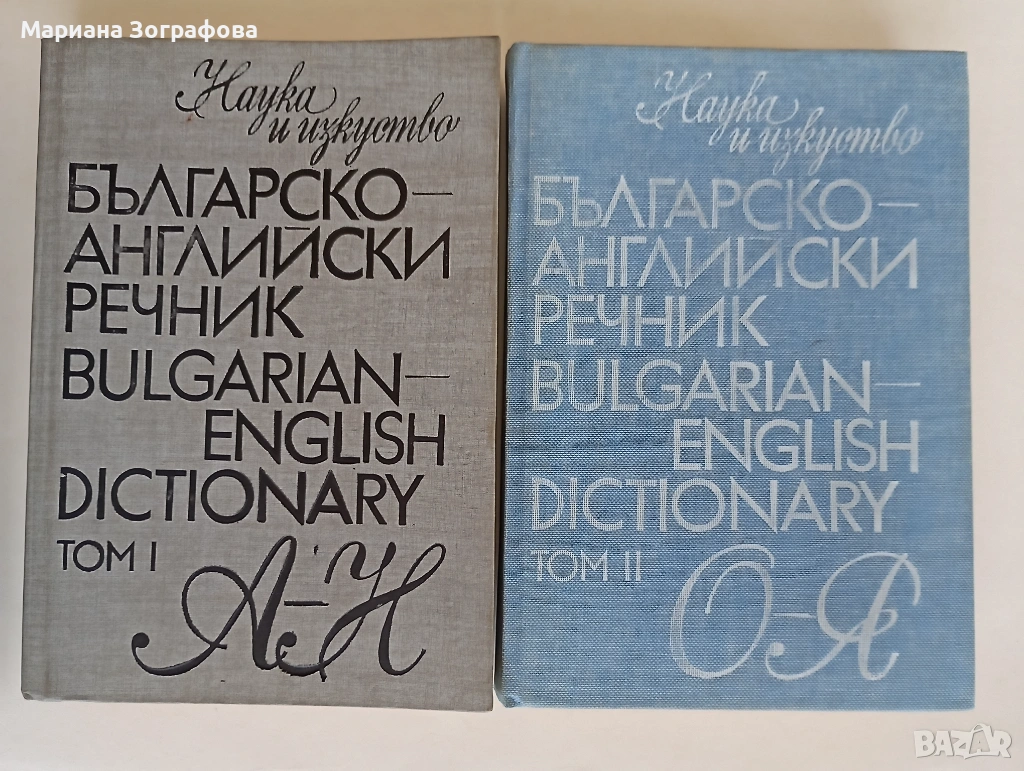 Мариана Зографова
Наука
и изкуство
БЪЛГАРСКО–
АНГЛИЙСКИ
РЕЧНИК
BULGARIAN–
ENGLISH
DICTIONARY
ТОМ I
А–Н
Наука
и изкуство
БЪЛГАРСКО–
АНГЛИЙСКИ
РЕЧНИК
BULGARIAN–
ENGLISH
DICTIONARY
ТОМ II
О–Я
BAZAR